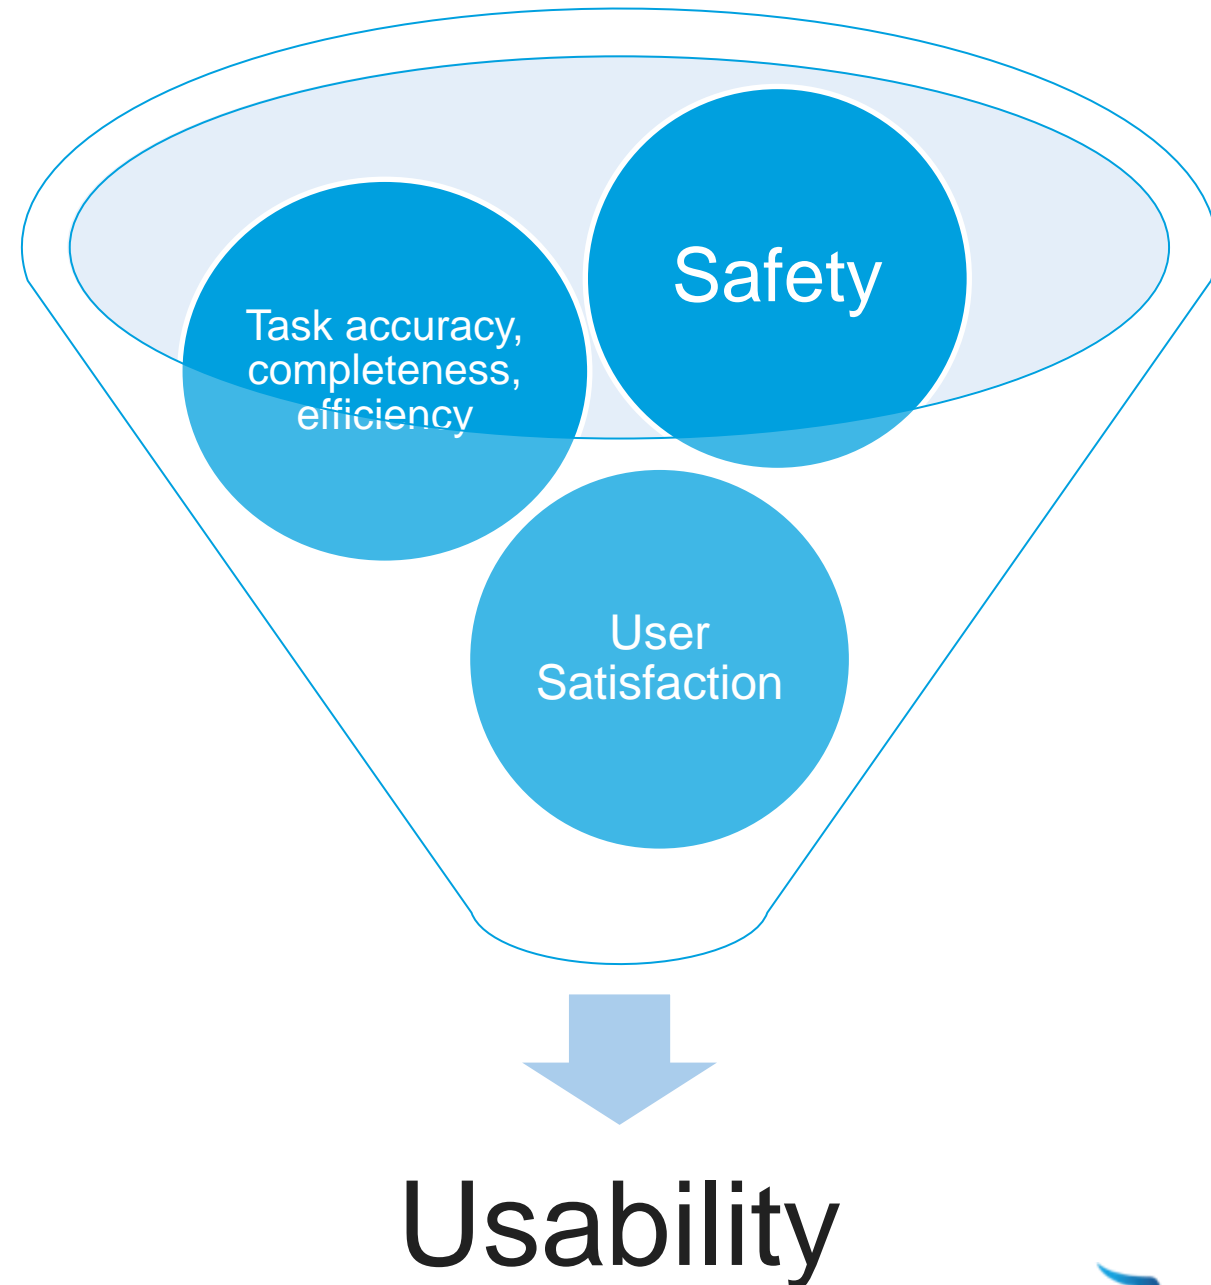 Safety
Task accuracy,
completeness,
efficiency
User
Satisfaction
Usability